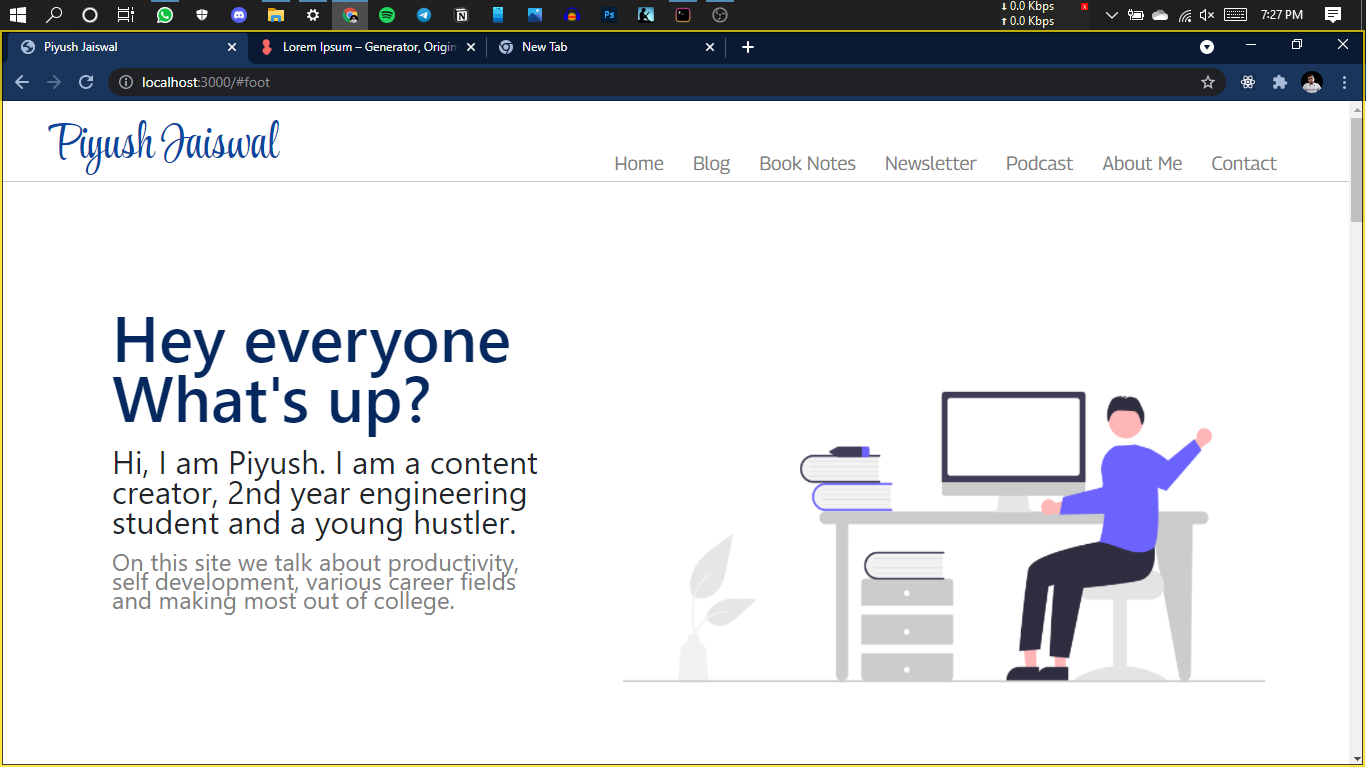 ↓ 0.0 Kbps x
↑ 0.0 Kbps
7:27 PM
Piyush Jaiswal
Lorem Ipsum – Generator, Origin
New Tab
localhost:3000/#foot
Piyush Jaiswal
Home Blog Book Notes Newsletter Podcast About Me Contact
Hey everyone
What's up?
Hi, I am Piyush. I am a content
creator, 2nd year engineering
student and a young hustler.
On this site we talk about productivity,
self development, various career fields
and making most out of college.